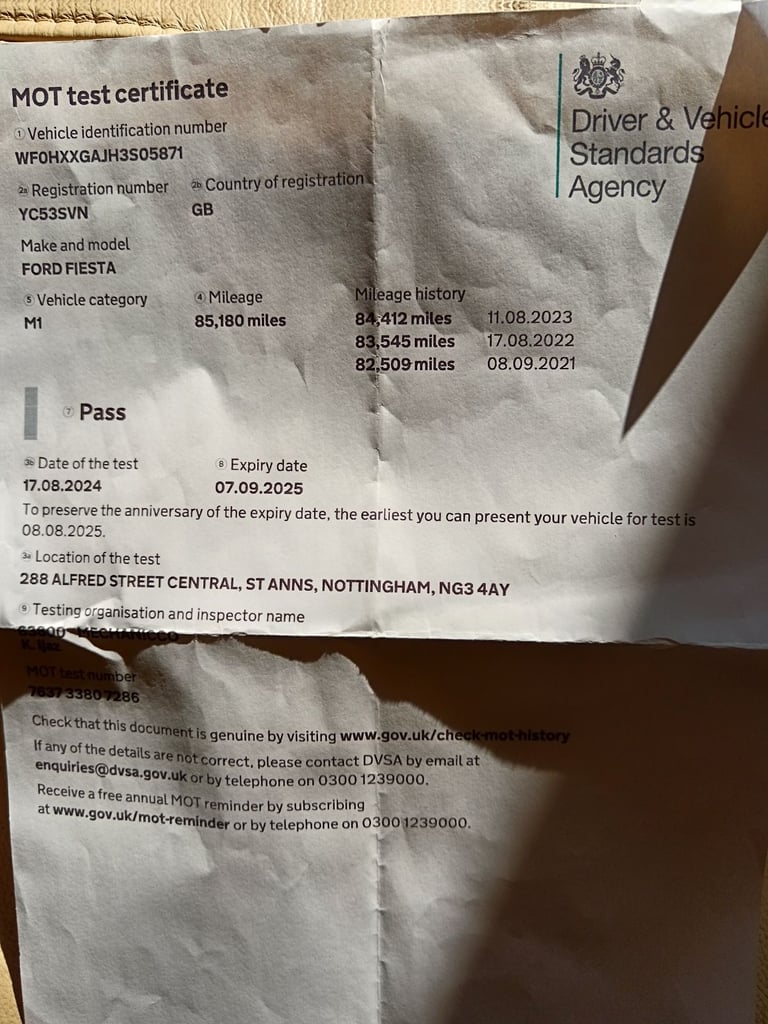 MOT test certificate
Driver & Vehicle
Standards
Agency
1 Vehicle identification number
WF0HXXGAJH3S05871
2a Registration number 2b Country of registration
YC53SVN GB
Make and model
FORD FIESTA
5 Vehicle category 4 Mileage Mileage history
M1 85,180 miles 84,412 miles 11.08.2023
83,545 miles 17.08.2022
82,509 miles 08.09.2021
7 Pass
3b Date of the test 8 Expiry date
17.08.2024 07.09.2025
To preserve the anniversary of the expiry date, the earliest you can present your vehicle for test is
08.08.2025.
3a Location of the test
288 ALFRED STREET CENTRAL, ST ANNS, NOTTINGHAM, NG3 4AY
9 Testing organisation and inspector name
MECHANICCO
K. Ijaz
MOT test number
7637 3380 7286
Check that this document is genuine by visiting www.gov.uk/check-mot-history
If any of the details are not correct, please contact DVSA by email at
enquiries@dvsa.gov.uk or by telephone on 0300 1239000.
Receive a free annual MOT reminder by subscribing
at www.gov.uk/mot-reminder or by telephone on 0300 1239000.